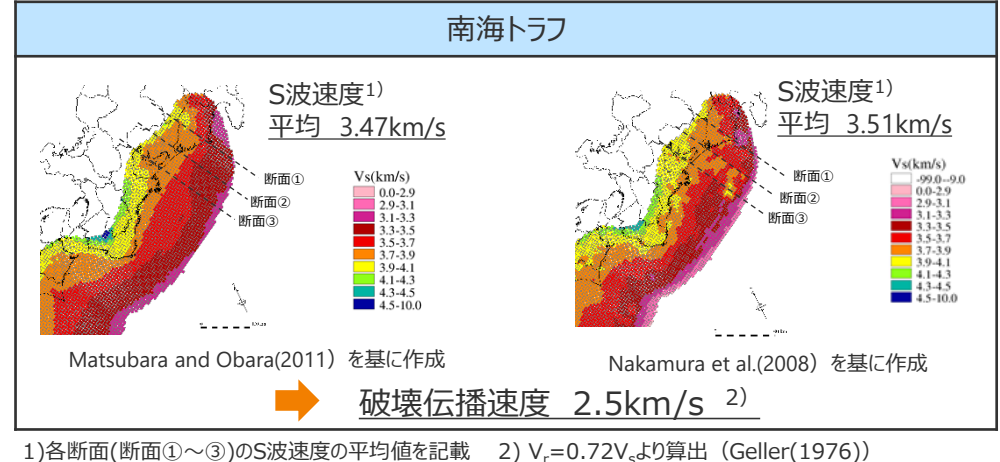 南海トラフ
S波速度1)
平均 3.47km/s
断面①
断面②
断面③
Vs(km/s)
0.0-2.9
2.9-3.1
3.1-3.3
3.3-3.5
3.5-3.7
3.7-3.9
3.9-4.1
4.1-4.3
4.3-4.5
4.5-10.0
Matsubara and Obara(2011）を基に作成
S波速度1)
平均 3.51km/s
断面①
断面②
断面③
Vs(km/s)
-99.0--9.0
0.0-2.9
2.9-3.1
3.1-3.3
3.3-3.5
3.5-3.7
3.7-3.9
3.9-4.1
4.1-4.3
4.3-4.5
4.5-10.0
Nakamura et al.(2008）を基に作成
破壊伝播速度 2.5km/s 2)
1)各断面(断面①～③)のS波速度の平均値を記載 2) Vr=0.72Vsより算出（Geller(1976)）